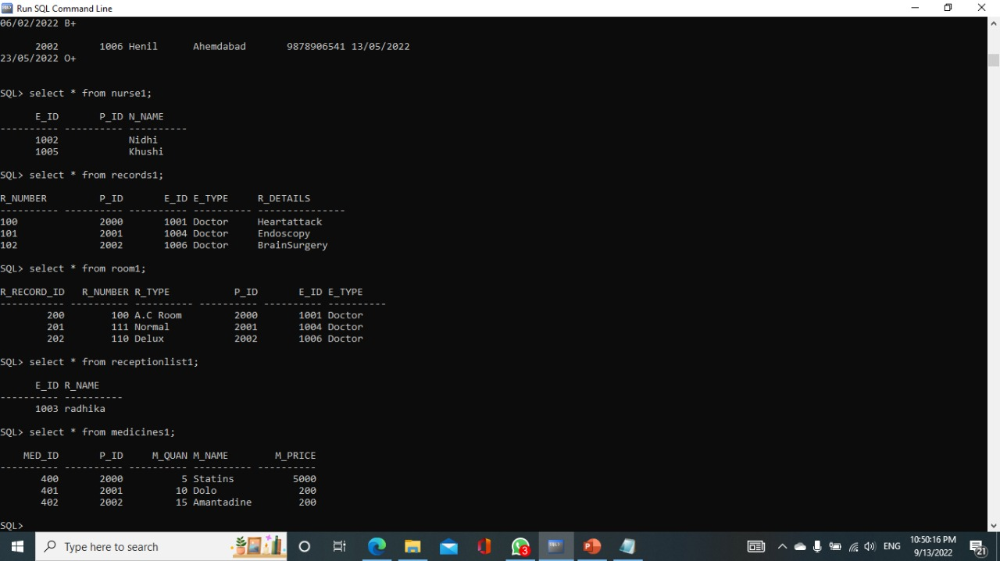 Run SQL Command Line
06/02/2022 B+
2002 1006 Henil Ahemdabad 9878906541 13/05/2022
23/05/2022 O+
SQL> select * from nurse1;
E_ID P_ID N_NAME
---------- ---------- ----------
1002 Nidhi
1005 Khushi
SQL> select * from records1;
R_NUMBER P_ID E_ID E_TYPE R_DETAILS
---------- ---------- ---------- ---------- ---------------
100 2000 1001 Doctor Heartattack
101 2001 1004 Doctor Endoscopy
102 2002 1006 Doctor BrainSurgery
SQL> select * from room1;
R_RECORD_ID R_NUMBER R_TYPE P_ID E_ID E_TYPE
----------- ---------- ---------- ---------- ---------- ----------
200 100 A.C Room 2000 1001 Doctor
201 111 Normal 2001 1004 Doctor
202 110 Delux 2002 1006 Doctor
SQL> select * from receptionlist1;
E_ID R_NAME
---------- ----------
1003 radhika
SQL> select * from medicines1;
MED_ID P_ID M_QUAN M_NAME M_PRICE
---------- ---------- ---------- ---------- ----------
400 2000 5 Statins 5000
401 2001 10 Dolo 200
402 2002 15 Amantadine 200
SQL>
Type here to search
3
ENG
10:50:16 PM
9/13/2022
21